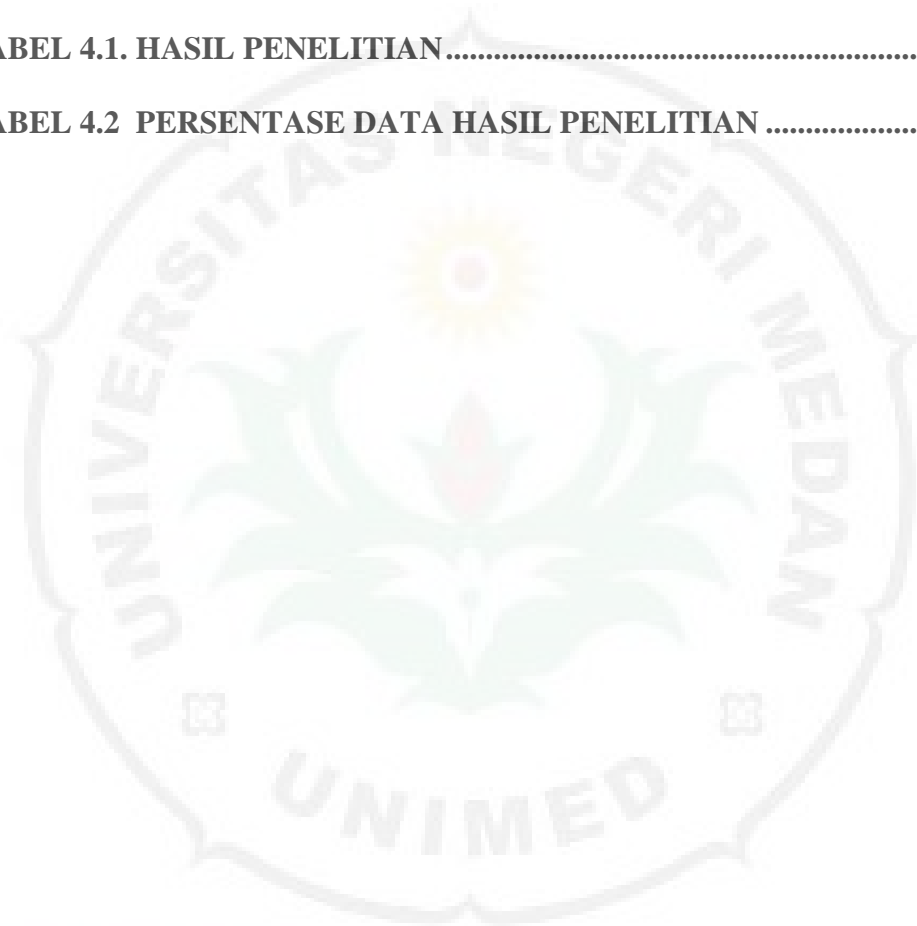 ABEL 4.1. HASIL PENELITIAN.............................................................
ABEL 4.2 PERSENTASE DATA HASIL PENELITIAN ...................
UNIVERSITAS NEGERI MEDAN
UNIMED